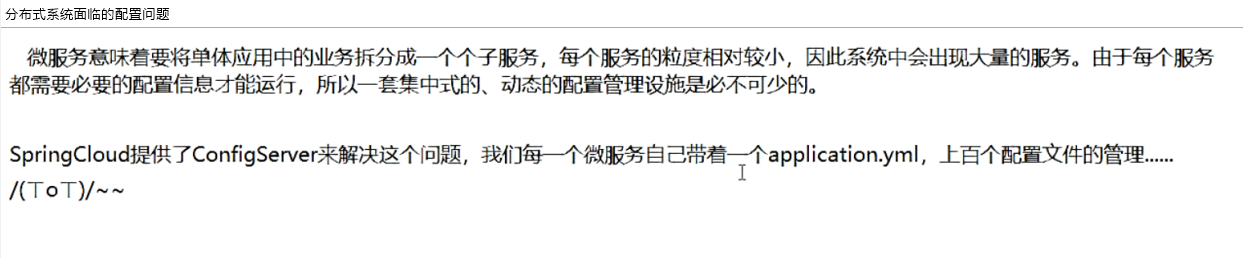 分布式系统面临的配置问题
微服务意味着要将单体应用中的业务拆分成一个个子服务，每个服务的粒度相对较小，因此系统中会出现大量的服务。由于每个服务
都需要必要的配置信息才能运行，所以一套集中式的、动态的配置管理设施是必不可少的。
SpringCloud提供了ConfigServer来解决这个问题，我们每一个微服务自己带着一个application.yml，上百个配置文件的管理......
/(ㄒoㄒ)/~~